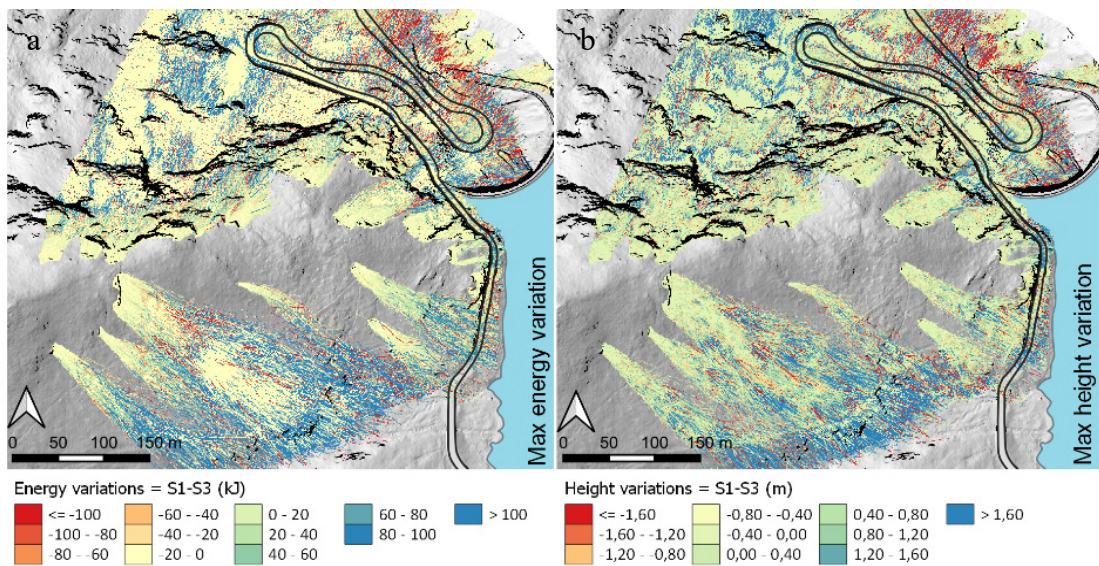 a
Max energy variation
0 50 100 150 m
b
Max height variation
0 50 100 150 m
Energy variations = S1-S3 (kJ)
<= -100
-100 - -80
-80 - -60
-60 - -40
-40 - -20
-20 - 0
0 - 20
20 - 40
40 - 60
60 - 80
80 - 100
> 100
Height variations = S1-S3 (m)
<= -1,60
-1,60 - -1,20
-1,20 - -0,80
-0,80 - -0,40
-0,40 - 0,00
0,00 - 0,40
0,40 - 0,80
0,80 - 1,20
1,20 - 1,60
> 1,60